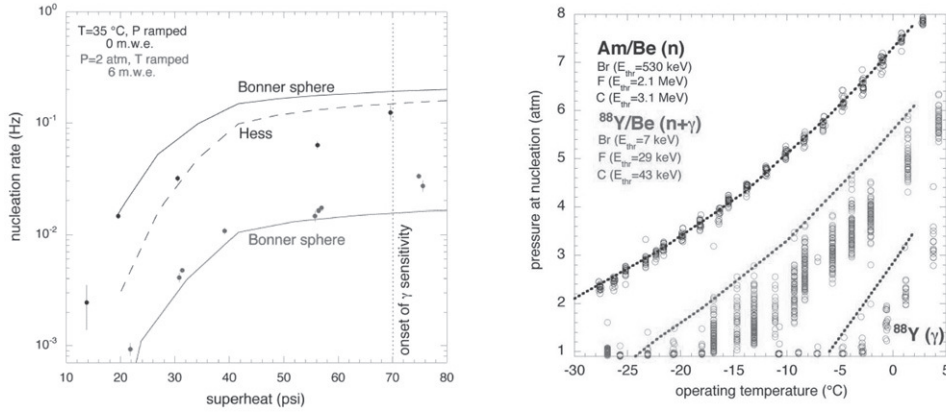 T=35 °C, P ramped
0 m.w.e.
P=2 atm, T ramped
6 m.w.e.
Bonner sphere
Hess
Bonner sphere
onset of γ sensitivity
nucleation rate (Hz)
10⁰
10⁻¹
10⁻²
10⁻³
10 20 30 40 50 60 70 80
superheat (psi)
Am/Be (n)
Br (E_thr=530 keV)
F (E_thr=2.1 MeV)
C (E_thr=3.1 MeV)
⁸⁸Y/Be (n+γ)
Br (E_thr=7 keV)
F (E_thr=29 keV)
C (E_thr=43 keV)
⁸⁸Y (γ)
pressure at nucleation (atm)
8
7
6
5
4
3
2
1
-30 -25 -20 -15 -10 -5 0 5
operating temperature (°C)